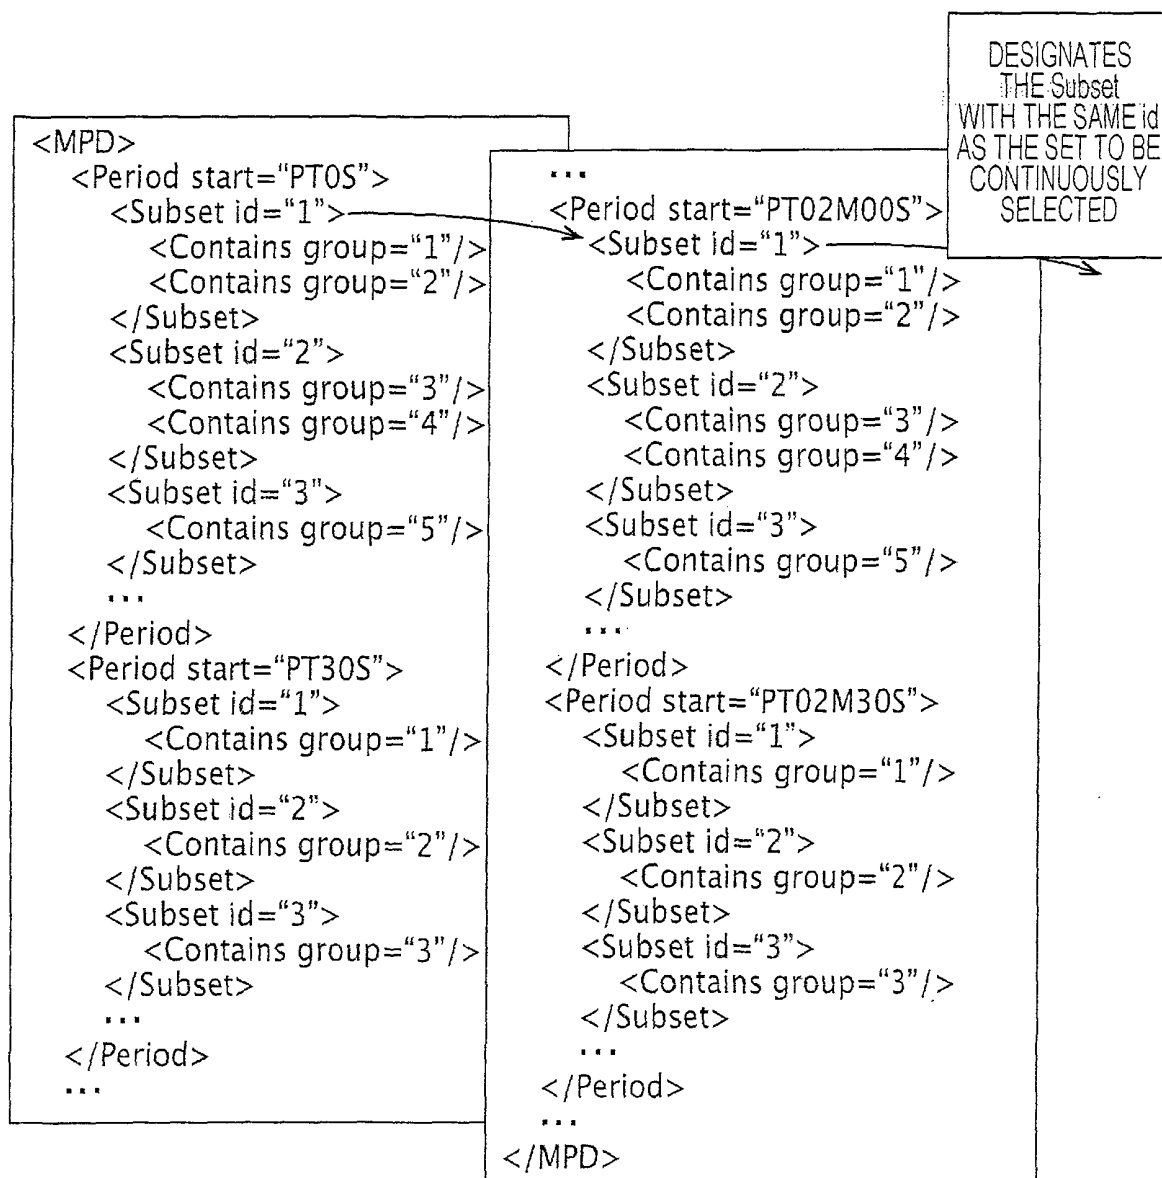 <MPD>
<Period start=“PT0S”>
<Subset id=“1”>
<Contains group=“1”/>
<Contains group=“2”/>
</Subset>
<Subset id=“2”>
<Contains group=“3”/>
<Contains group=“4”/>
</Subset>
<Subset id=“3”>
<Contains group=“5”/>
</Subset>
...
</Period>
<Period start=“PT30S”>
<Subset id=“1”>
<Contains group=“1”/>
</Subset>
<Subset id=“2”>
<Contains group=“2”/>
</Subset>
<Subset id=“3”>
<Contains group=“3”/>
</Subset>
...
</Period>
...
...
<Period start=“PT02M00S”>
<Subset id=“1”>
<Contains group=“1”/>
<Contains group=“2”/>
</Subset>
<Subset id=“2”>
<Contains group=“3”/>
<Contains group=“4”/>
</Subset>
<Subset id=“3”>
<Contains group=“5”/>
</Subset>
...
</Period>
<Period start=“PT02M30S”>
<Subset id=“1”>
<Contains group=“1”/>
</Subset>
<Subset id=“2”>
<Contains group=“2”/>
</Subset>
<Subset id=“3”>
<Contains group=“3”/>
</Subset>
...
</Period>
...
</MPD>
DESIGNATES
THE Subset
WITH THE SAME id
AS THE SET TO BE
CONTINUOUSLY
SELECTED